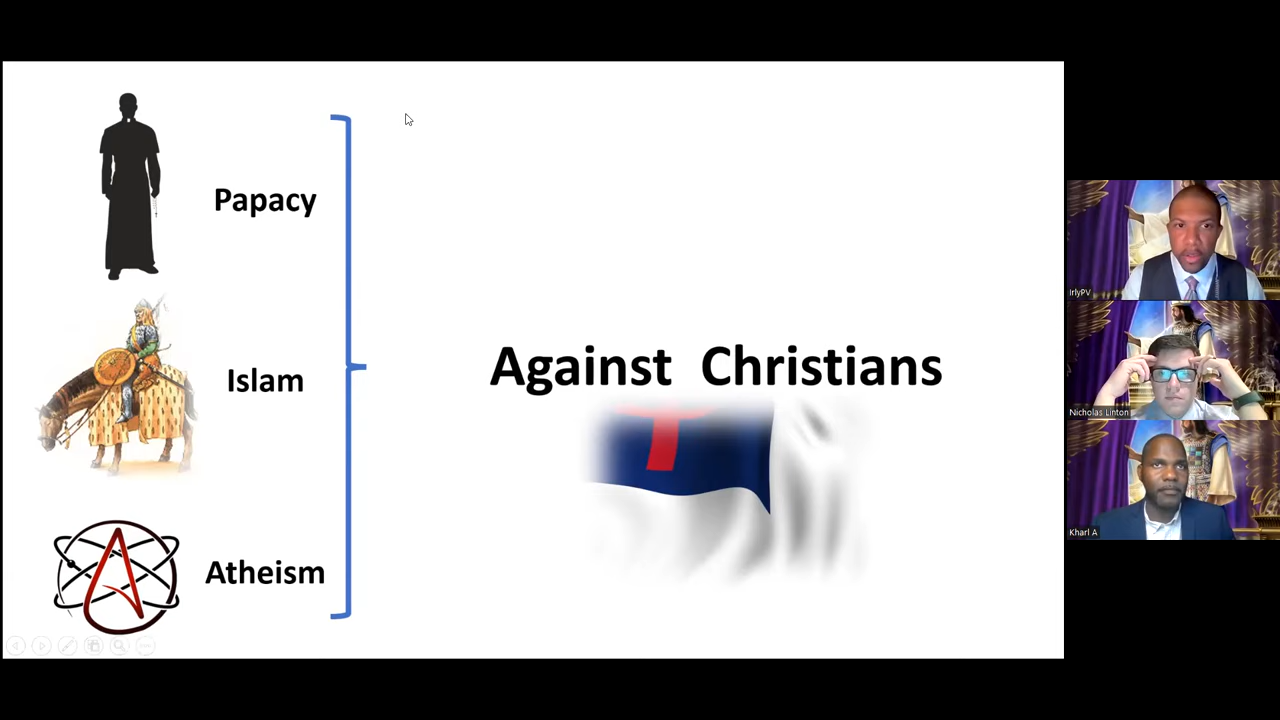 Papacy
Islam
Atheism
Against Christians
IrlyPV
Nicholas Linton
Kharl A